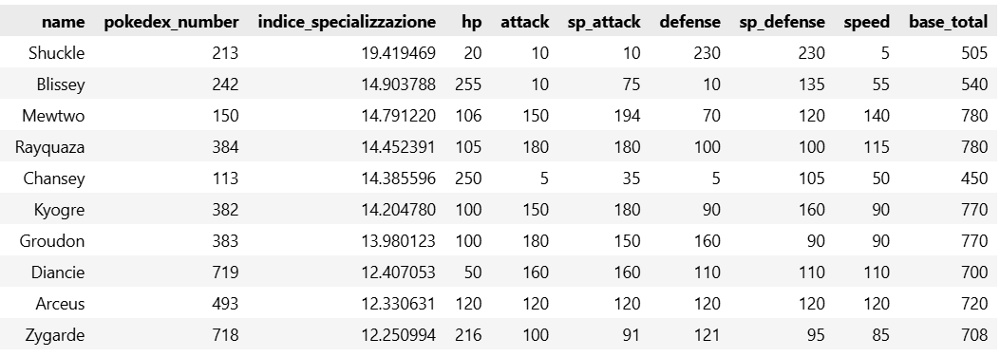 name pokedex_number indice_specializzazione hp attack sp_attack defense sp_defense speed base_total
Shuckle 213 19.419469 20 10 10 230 230 5 505
Blissey 242 14.903788 255 10 75 10 135 55 540
Mewtwo 150 14.791220 106 150 194 70 120 140 780
Rayquaza 384 14.452391 105 180 180 100 100 115 780
Chansey 113 14.385596 250 5 35 5 105 50 450
Kyogre 382 14.204780 100 150 180 90 160 90 770
Groudon 383 13.980123 100 180 150 160 90 90 770
Diancie 719 12.407053 50 160 160 110 110 110 700
Arceus 493 12.330631 120 120 120 120 120 120 720
Zygarde 718 12.250994 216 100 91 121 95 85 708